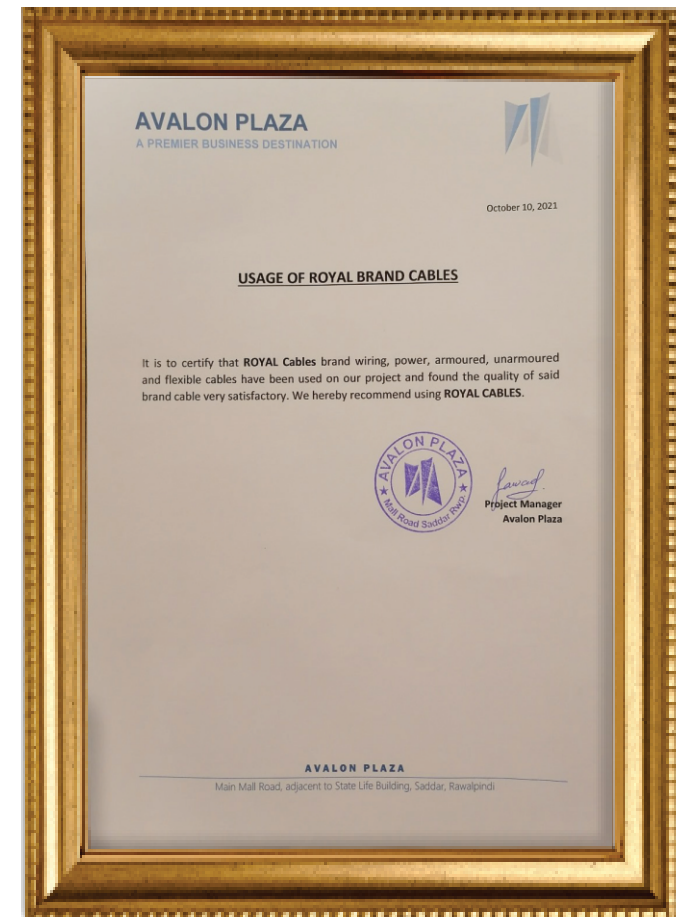 AVALON PLAZA
A PREMIER BUSINESS DESTINATION
October 10, 2021
USAGE OF ROYAL BRAND CABLES
It is to certify that ROYAL Cables brand wiring, power, armoured, unarmoured
and flexible cables have been used on our project and found the quality of said
brand cable very satisfactory. We hereby recommend using ROYAL CABLES.
★ AVALON PLAZA ★
Mall Road Saddar Rwp.
Jawad
Project Manager
Avalon Plaza
AVALON PLAZA
Main Mall Road, adjacent to State Life Building, Saddar, Rawalpindi